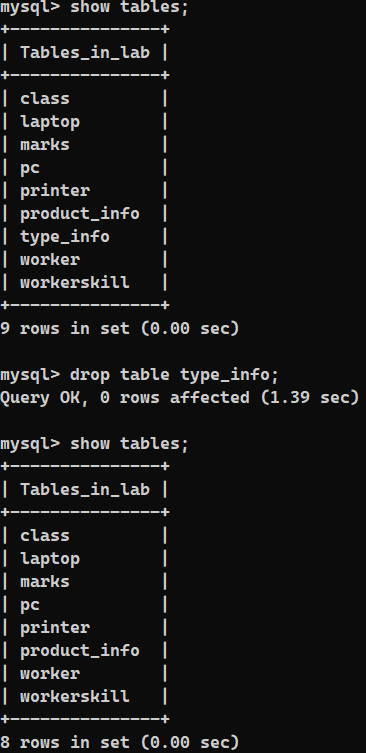 mysql> show tables;
+---------------+
| Tables_in_lab |
+---------------+
| class         |
| laptop        |
| marks         |
| pc            |
| printer       |
| product_info  |
| type_info     |
| worker        |
| workerskill   |
+---------------+
9 rows in set (0.00 sec)
mysql> drop table type_info;
Query OK, 0 rows affected (1.39 sec)
mysql> show tables;
+---------------+
| Tables_in_lab |
+---------------+
| class         |
| laptop        |
| marks         |
| pc            |
| printer       |
| product_info  |
| worker        |
| workerskill   |
+---------------+
8 rows in set (0.00 sec)